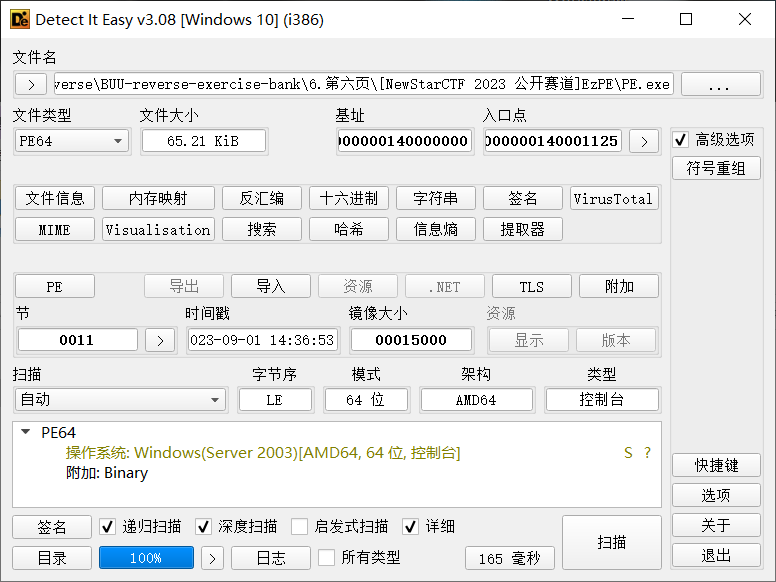 Detect It Easy v3.08 [Windows 10] (i386)
文件名
> verse\BUU-reverse-exercise-bank\6.第六页\[NewStarCTF 2023 公开赛道]EzPE\PE.exe ...
文件类型 文件大小 基址 入口点
PE64 65.21 KiB 000000140000000 000000140001125 > 高级选项
符号重组
文件信息 内存映射 反汇编 十六进制 字符串 签名 VirusTotal
MIME Visualisation 搜索 哈希 信息熵 提取器
PE 导出 导入 资源 .NET TLS 附加
节 时间戳 镜像大小 资源
0011 > 023-09-01 14:36:53 00015000 显示 版本
扫描 字节序 模式 架构 类型
自动 LE 64 位 AMD64 控制台
PE64
操作系统: Windows(Server 2003)[AMD64, 64 位, 控制台] S ?
附加: Binary
快捷键
选项
签名 递归扫描 深度扫描 启发式扫描 详细 扫描 关于
目录 100% > 日志 所有类型 165 毫秒 退出